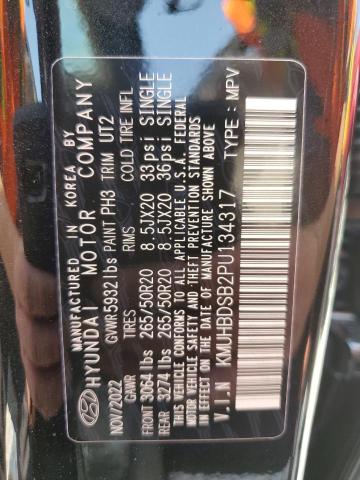 MANUFACTURED IN KOREA BY
HYUNDAI MOTOR COMPANY
NOV/2022 GVWR 5982 lbs PAINT PH3 TRIM UT2
GAWR TIRES RIMS COLD TIRE INFL
FRONT 3064 lbs 265/50R20 8.5JX20 33psi SINGLE
REAR 3274 lbs 265/50R20 8.5JX20 36psi SINGLE
THIS VEHICLE CONFORMS TO ALL APPLICABLE U.S.A. FEDERAL
MOTOR VEHICLE SAFETY AND THEFT PREVENTION STANDARDS
IN EFFECT ON THE DATE OF MANUFACTURE SHOWN ABOVE.
V.I.N KMUHBDSB2PU134317 TYPE: MPV